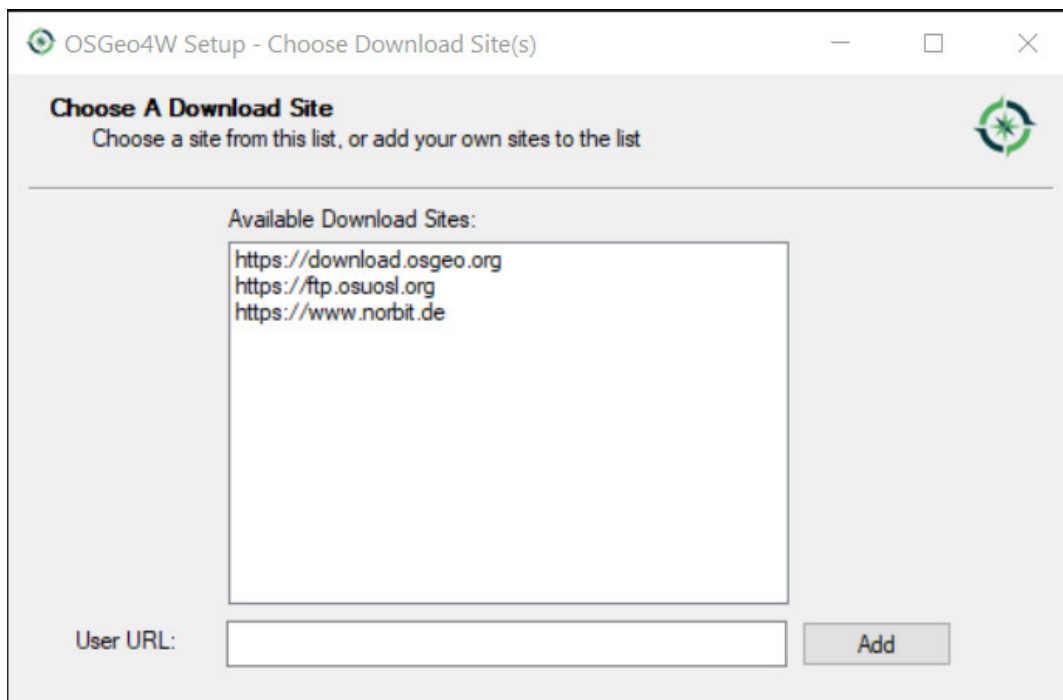 OSGeo4W Setup - Choose Download Site(s)
Choose A Download Site
Choose a site from this list, or add your own sites to the list
Available Download Sites:
https://download.osgeo.org
https://ftp.osuosl.org
https://www.norbit.de
User URL:
Add